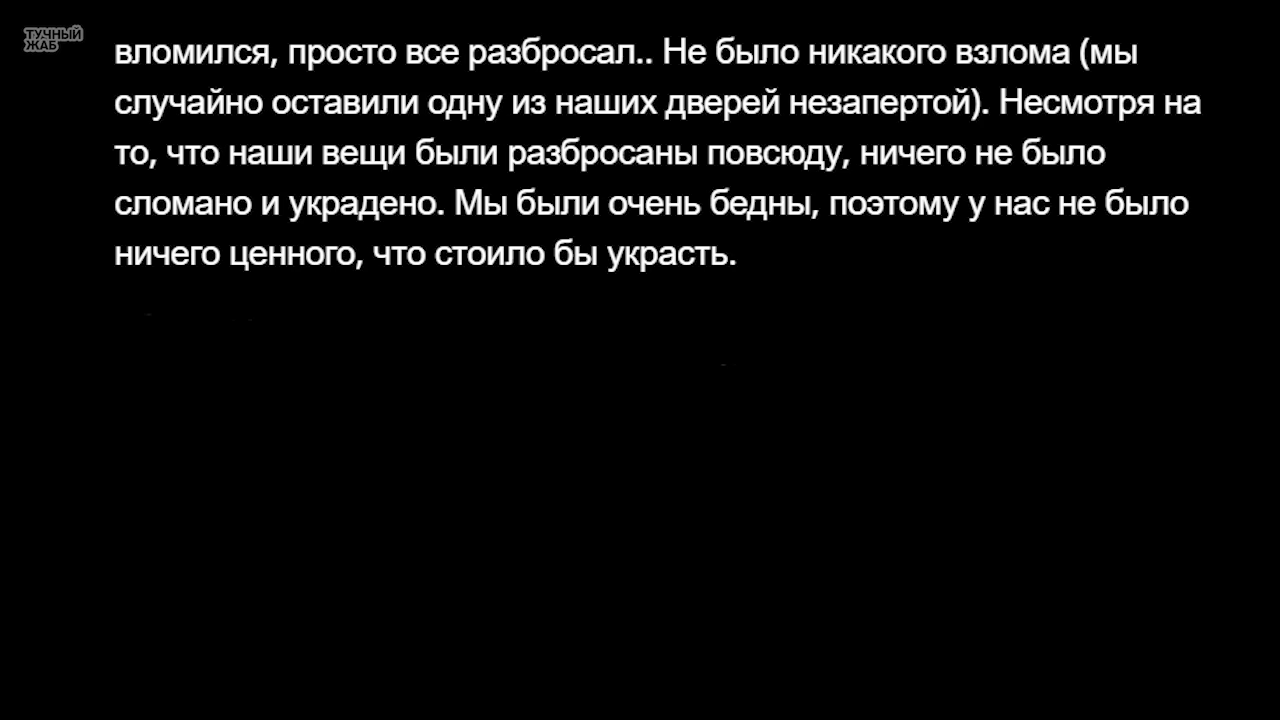 ТУЧНЫЙ
ЖАБ
вломился, просто все разбросал.. Не было никакого взлома (мы
случайно оставили одну из наших дверей незапертой). Несмотря на
то, что наши вещи были разбросаны повсюду, ничего не было
сломано и украдено. Мы были очень бедны, поэтому у нас не было
ничего ценного, что стоило бы украсть.